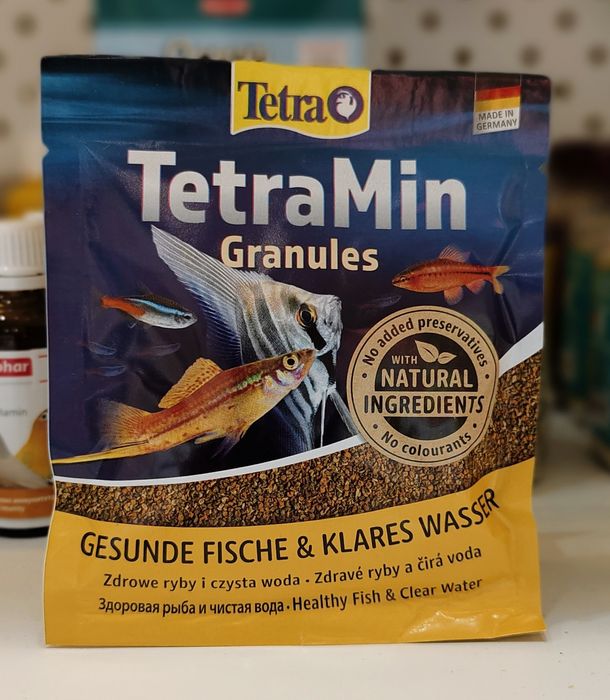 Tetra
MADE IN
GERMANY
TetraMin
Granules
No added preservatives
WITH
NATURAL
INGREDIENTS
No colourants
GESUNDE FISCHE & KLARES WASSER
Zdrowe ryby i czysta woda • Zdravé ryby a čirá voda
Здоровая рыба и чистая вода • Healthy Fish & Clear Water